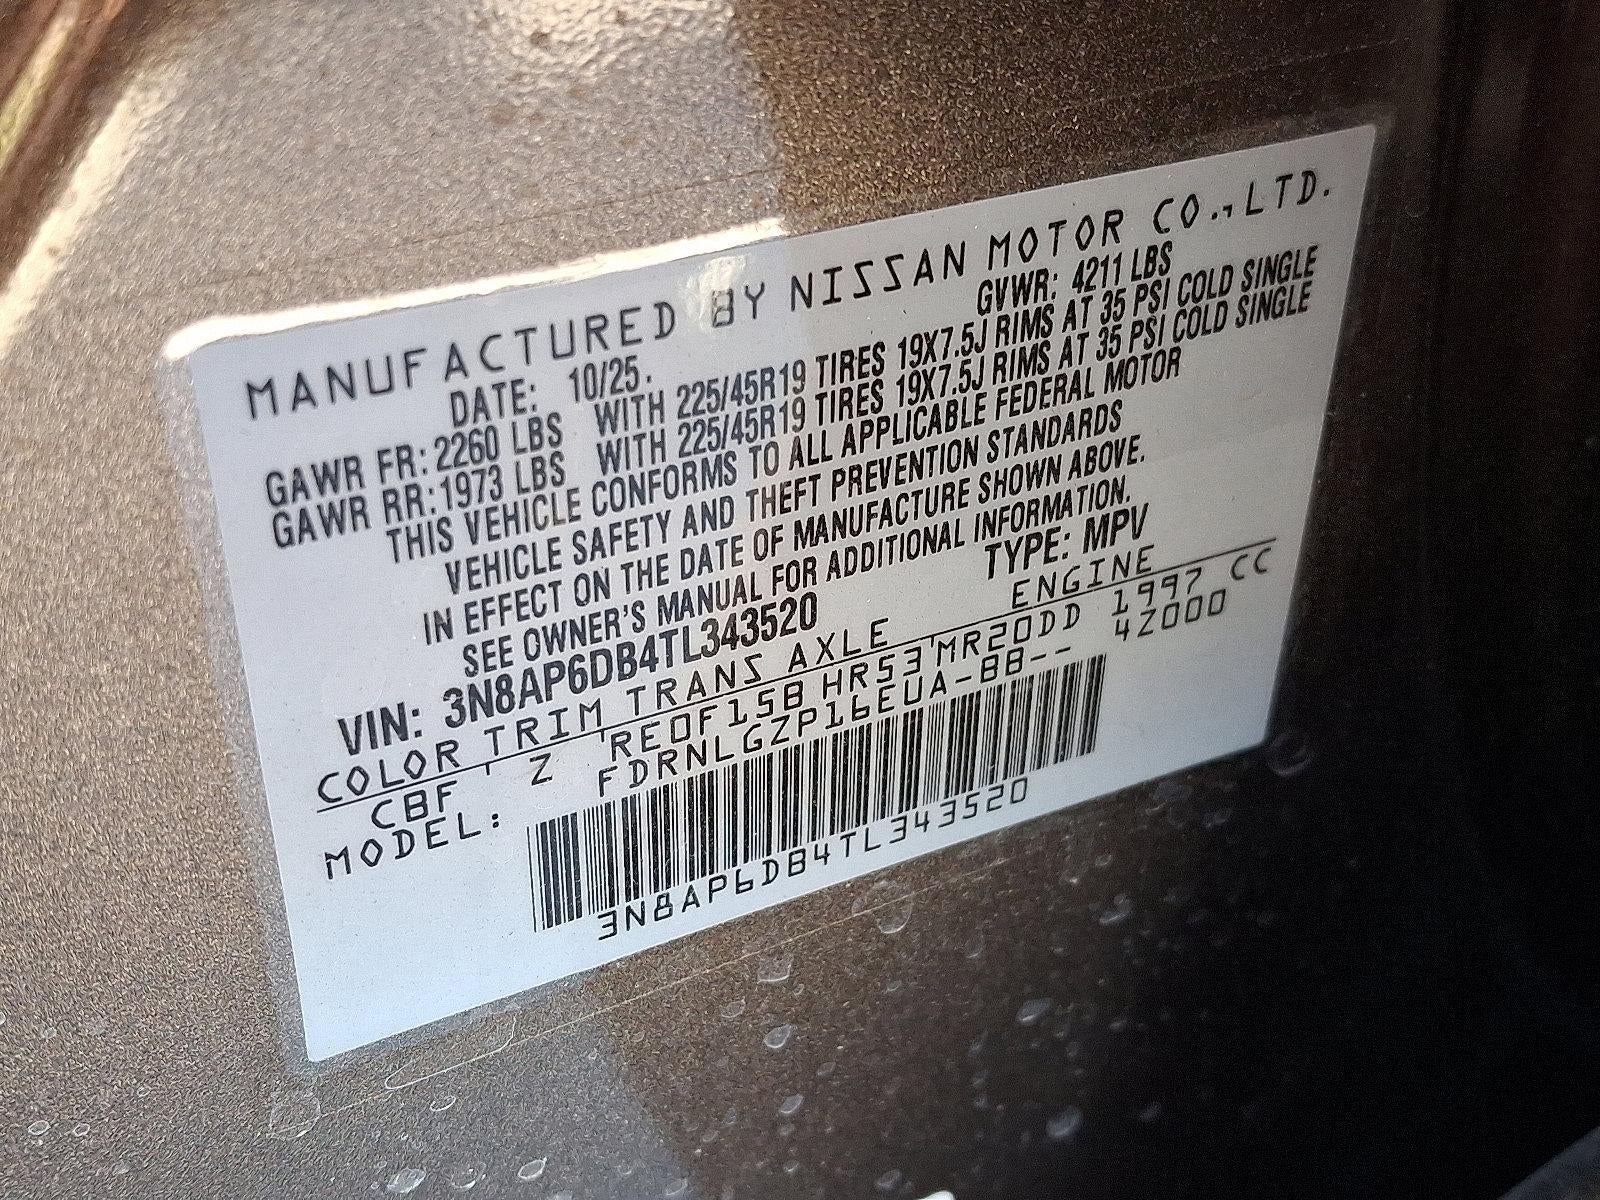 MANUFACTURED BY NISSAN MOTOR CO.,LTD.
DATE: 10/25. GVWR: 4211 LBS
GAWR FR: 2260 LBS WITH 225/45R19 TIRES 19X7.5J RIMS AT 35 PSI COLD SINGLE
GAWR RR: 1973 LBS WITH 225/45R19 TIRES 19X7.5J RIMS AT 35 PSI COLD SINGLE
THIS VEHICLE CONFORMS TO ALL APPLICABLE FEDERAL MOTOR
VEHICLE SAFETY AND THEFT PREVENTION STANDARDS
IN EFFECT ON THE DATE OF MANUFACTURE SHOWN ABOVE.
SEE OWNER'S MANUAL FOR ADDITIONAL INFORMATION.
VIN: 3N8AP6DB4TL343520 TYPE: MPV
COLOR TRIM TRANS AXLE ENGINE
CBF Z RE0F15B HR53 MR20DD 1997 CC
MODEL: FDRNLGZP16EUA-BB-- 4Z000
3N8AP6DB4TL343520